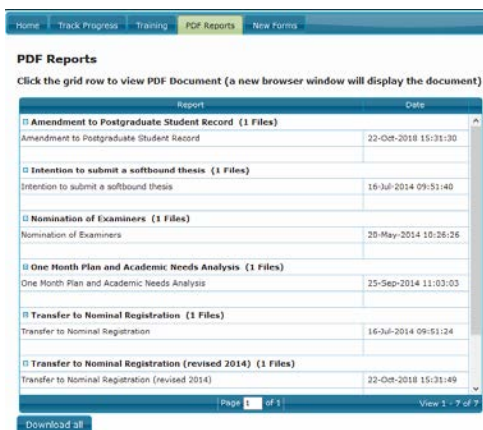 Home Track Progress Training PDF Reports New Forms
PDF Reports
Click the grid row to view PDF Document (a new browser window will display the document)
Report Date
Amendment to Postgraduate Student Record (1 Files)
Amendment to Postgraduate Student Record 22-Oct-2018 15:31:30
Intention to submit a softbound thesis (1 Files)
Intention to submit a softbound thesis 16-Jul-2014 09:51:40
Nomination of Examiners (1 Files)
Nomination of Examiners 20-May-2014 10:26:26
One Month Plan and Academic Needs Analysis (1 Files)
One Month Plan and Academic Needs Analysis 25-Sep-2014 11:03:03
Transfer to Nominal Registration (1 Files)
Transfer to Nominal Registration 16-Jul-2014 09:51:24
Transfer to Nominal Registration (revised 2014) (1 Files)
Transfer to Nominal Registration (revised 2014) 22-Oct-2018 15:31:49
Page 1 of 1 View 1 - 7 of 7
Download all